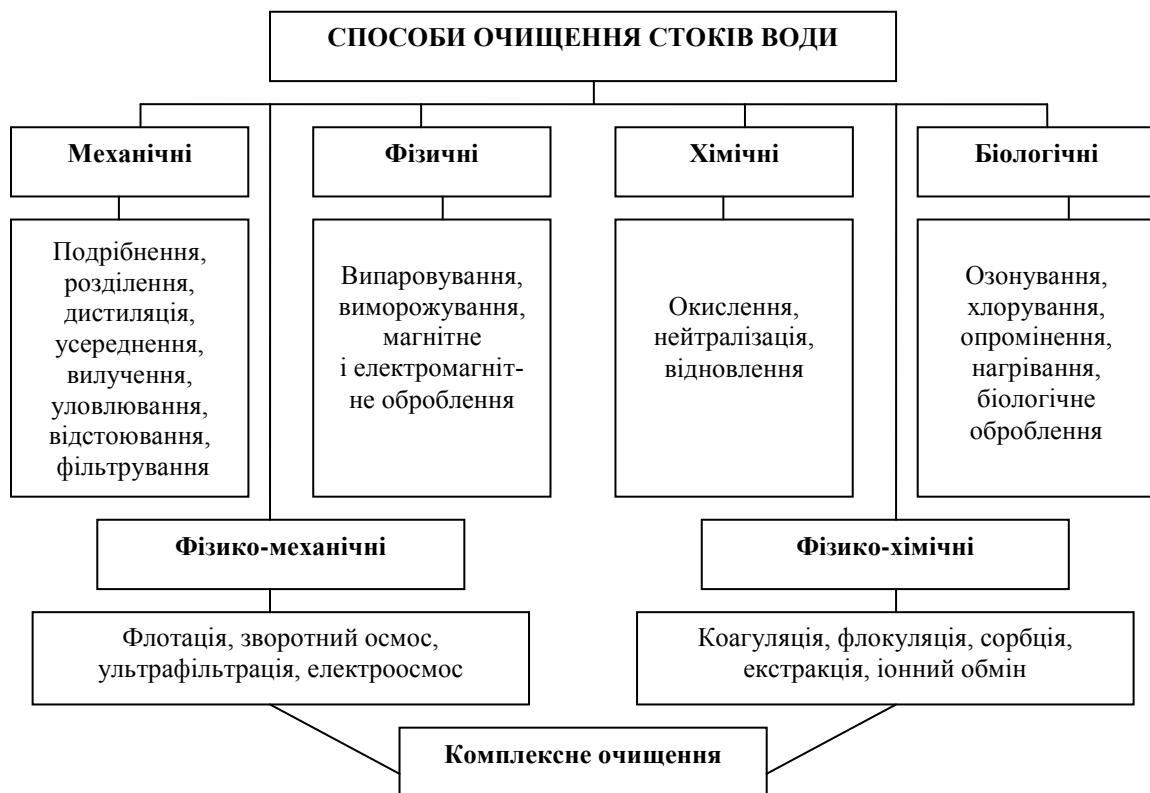 СПОСОБИ ОЧИЩЕННЯ СТОКІВ ВОДИ
Механічні
Фізичні
Хімічні
Біологічні
Подрібнення,
розділення,
дистиляція,
усереднення,
вилучення,
уловлювання,
відстоювання,
фільтрування
Випаровування,
виморожування,
магнітне
і електромагніт-
не оброблення
Окислення,
нейтралізація,
відновлення
Озонування,
хлорування,
опромінення,
нагрівання,
біологічне
оброблення
Фізико-механічні
Фізико-хімічні
Флотація, зворотний осмос,
ультрафільтрація, електроосмос
Коагуляція, флокуляція, сорбція,
екстракція, іонний обмін
Комплексне очищення